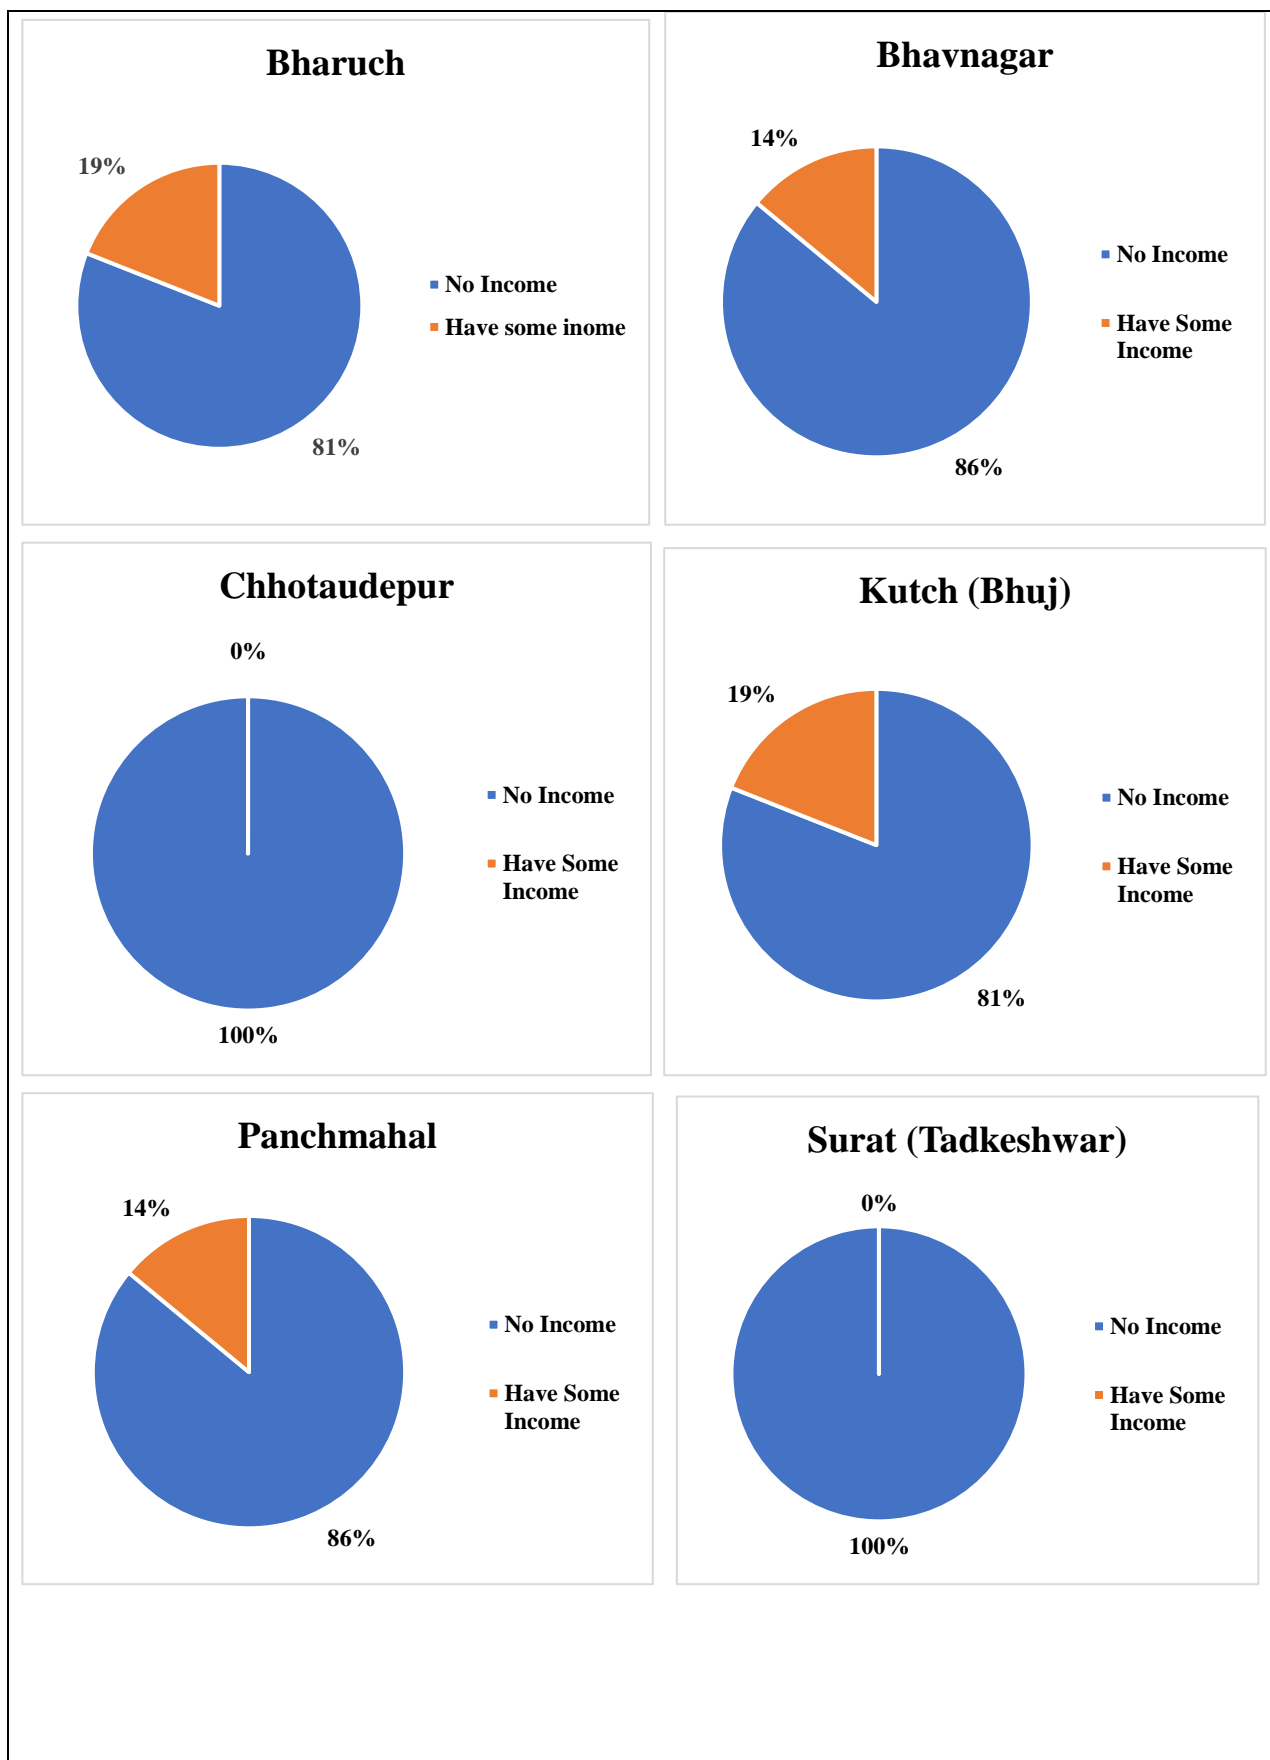 Bharuch
19%
81%
No Income
Have some inome
Bhavnagar
14%
86%
No Income
Have Some
Income
Chhotaudepur
0%
100%
No Income
Have Some
Income
Kutch (Bhuj)
19%
81%
No Income
Have Some
Income
Panchmahal
14%
86%
No Income
Have Some
Income
Surat (Tadkeshwar)
0%
100%
No Income
Have Some
Income